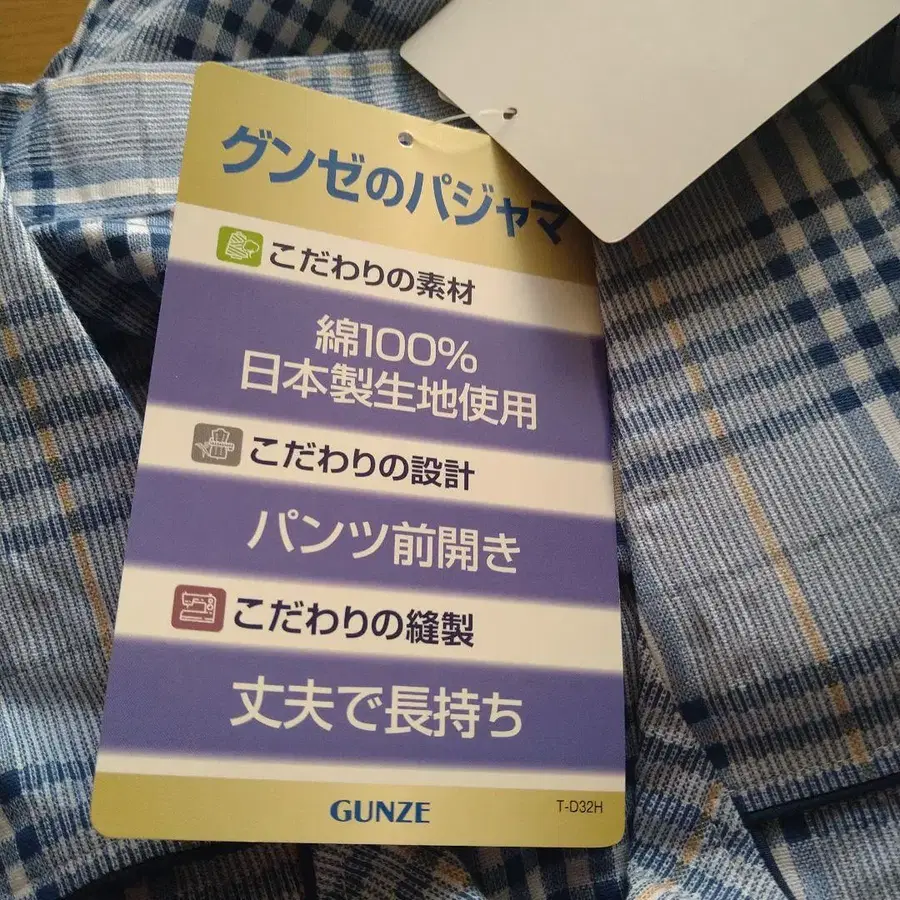 グンゼのパジャマ
こだわりの素材
綿100%
日本製生地使用
こだわりの設計
パンツ前開き
こだわりの縫製
丈夫で長持ち
GUNZE
T-D32H